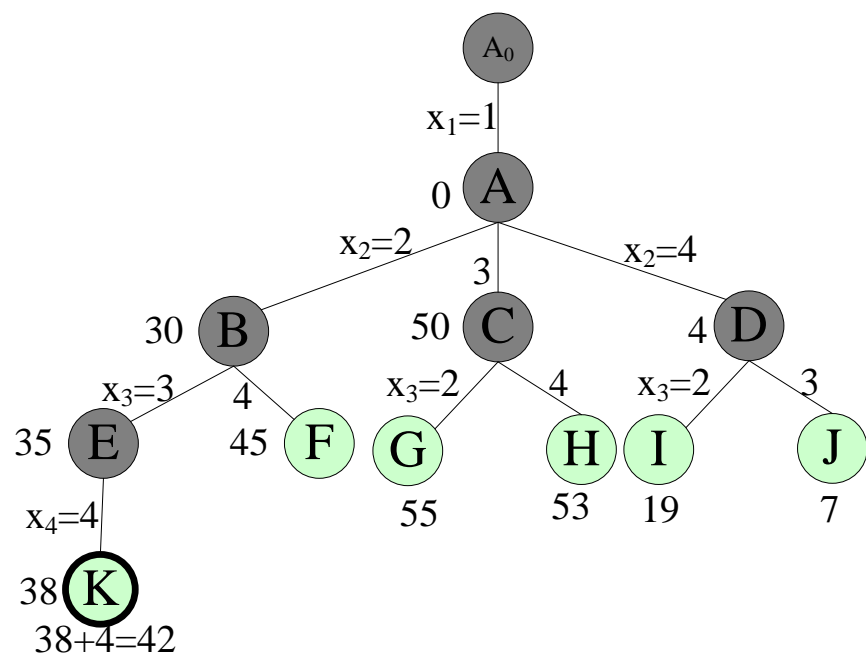 A₀
x₁=1
A
0
x₂=2
3
x₂=4
30
B
50
C
4
D
x₃=3
4
x₃=2
4
x₃=2
3
35
E
45
F
G
H
I
J
55
53
19
7
x₄=4
38
K
38+4=42